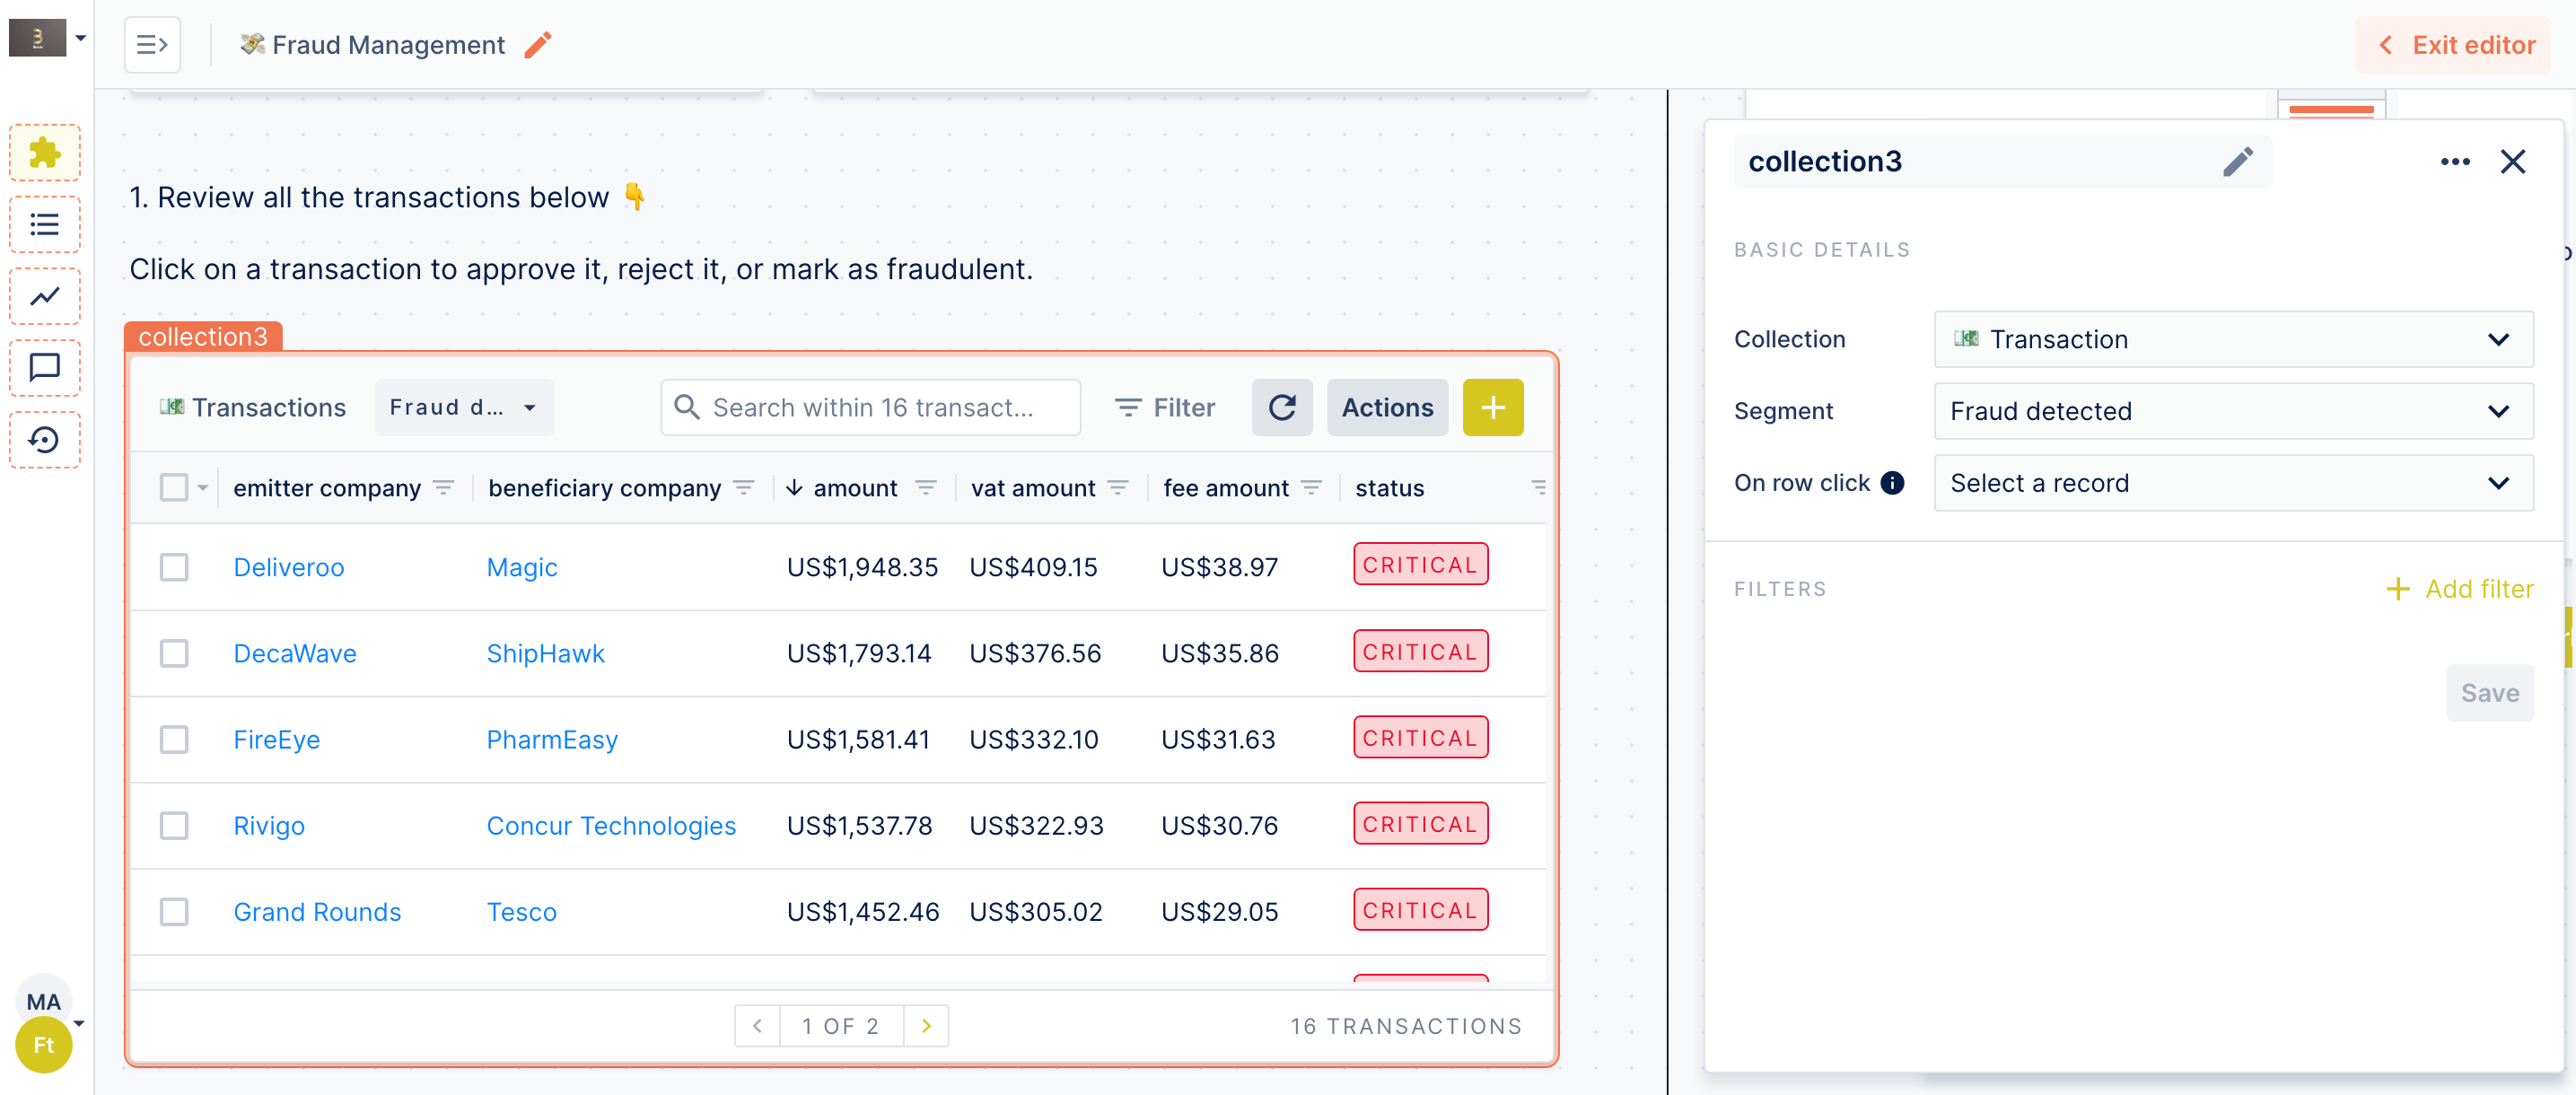 💸 Fraud Management
Exit editor
1. Review all the transactions below 👇
Click on a transaction to approve it, reject it, or mark as fraudulent.
collection3
💵 Transactions
Fraud d...
Search within 16 transact...
Filter
Actions
emitter company
beneficiary company
amount
vat amount
fee amount
status
Deliveroo Magic US$1,948.35 US$409.15 US$38.97 CRITICAL
DecaWave ShipHawk US$1,793.14 US$376.56 US$35.86 CRITICAL
FireEye PharmEasy US$1,581.41 US$332.10 US$31.63 CRITICAL
Rivigo Concur Technologies US$1,537.78 US$322.93 US$30.76 CRITICAL
Grand Rounds Tesco US$1,452.46 US$305.02 US$29.05 CRITICAL
1 OF 2
16 TRANSACTIONS
MA
Ft
collection3
BASIC DETAILS
Collection 💵 Transaction
Segment Fraud detected
On row click Select a record
FILTERS
+ Add filter
Save